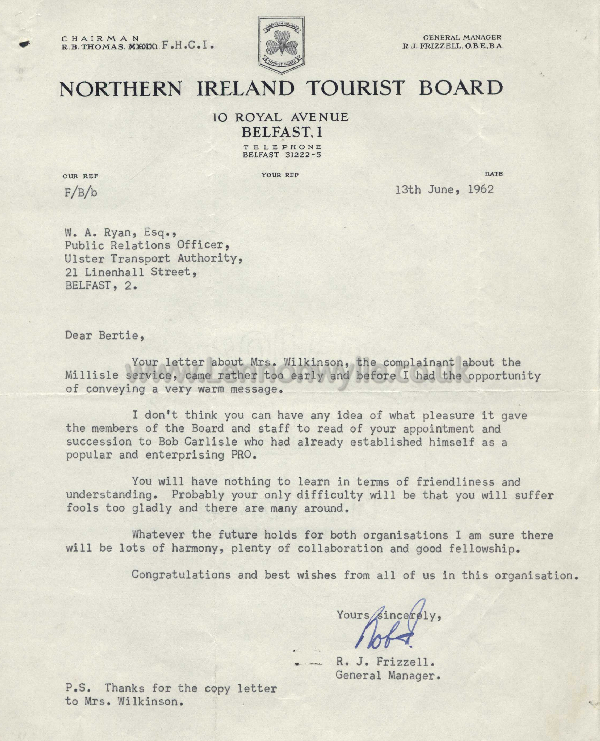 CHAIRMAN
R.B. THOMAS. F.H.C.I.
GENERAL MANAGER
R.J. FRIZZELL. O.B.E, B.A
NORTHERN IRELAND TOURIST BOARD
10 ROYAL AVENUE
BELFAST, 1
TELEPHONE
BELFAST 31222-5
OUR REF
YOUR REF
DATE
F/B/b
13th June, 1962
W. A. Ryan, Esq.,
Public Relations Officer,
Ulster Transport Authority,
21 Linenhall Street,
BELFAST, 2.
Dear Bertie,
Your letter about Mrs. Wilkinson, the complainant about the
Millisle service, came rather too early and before I had the opportunity
of conveying a very warm message.
www.Lennonwylie.co.uk
I don't think you can have any idea of what pleasure it gave
the members of the Board and staff to read of your appointment and
succession to Bob Carlisle who had already established himself as a
popular and enterprising PRO.
You will have nothing to learn in terms of friendliness and
understanding. Probably your only difficulty will be that you will suffer
fools too gladly and there are many around.
Whatever the future holds for both organisations I am sure there
will be lots of harmony, plenty of collaboration and good fellowship.
Congratulations and best wishes from all of us in this organisation.
Yours sincerely,
R. J. Frizzell.
General Manager.
P.S. Thanks for the copy letter
to Mrs. Wilkinson.